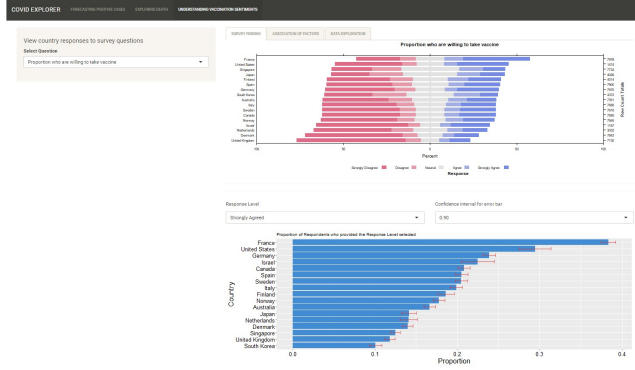 COVID EXPLORER FORECASTING POSITIVE CASES EXPLORING DEATH UNDERSTANDING VACCINATION SENTIMENTS
View country responses to survey questions
Select Question
Proportion who are willing to take vaccine
SURVEY FINDING ASSOCIATION OF FACTORS DATA EXPLORATION
Proportion who are willing to take vaccine
France
United States
Singapore
Japan
Finland
Spain
Germany
South Korea
Australia
Italy
Sweden
Canada
Norway
Israel
Netherlands
Denmark
United Kingdom
Row Count Totals
Percent
Strongly Disagree Disagree Neutral Agree Strongly Agree
Response
Response Level
Strongly Agreed
Confidence interval for error bar
0.90
Proportion of Respondents who provided the Response Level selected
Country
France
United States
Germany
Israel
Canada
Spain
Sweden
Italy
Finland
Norway
Australia
Japan
Netherlands
Denmark
Singapore
United Kingdom
South Korea
0.0 0.1 0.2 0.3 0.4
Proportion